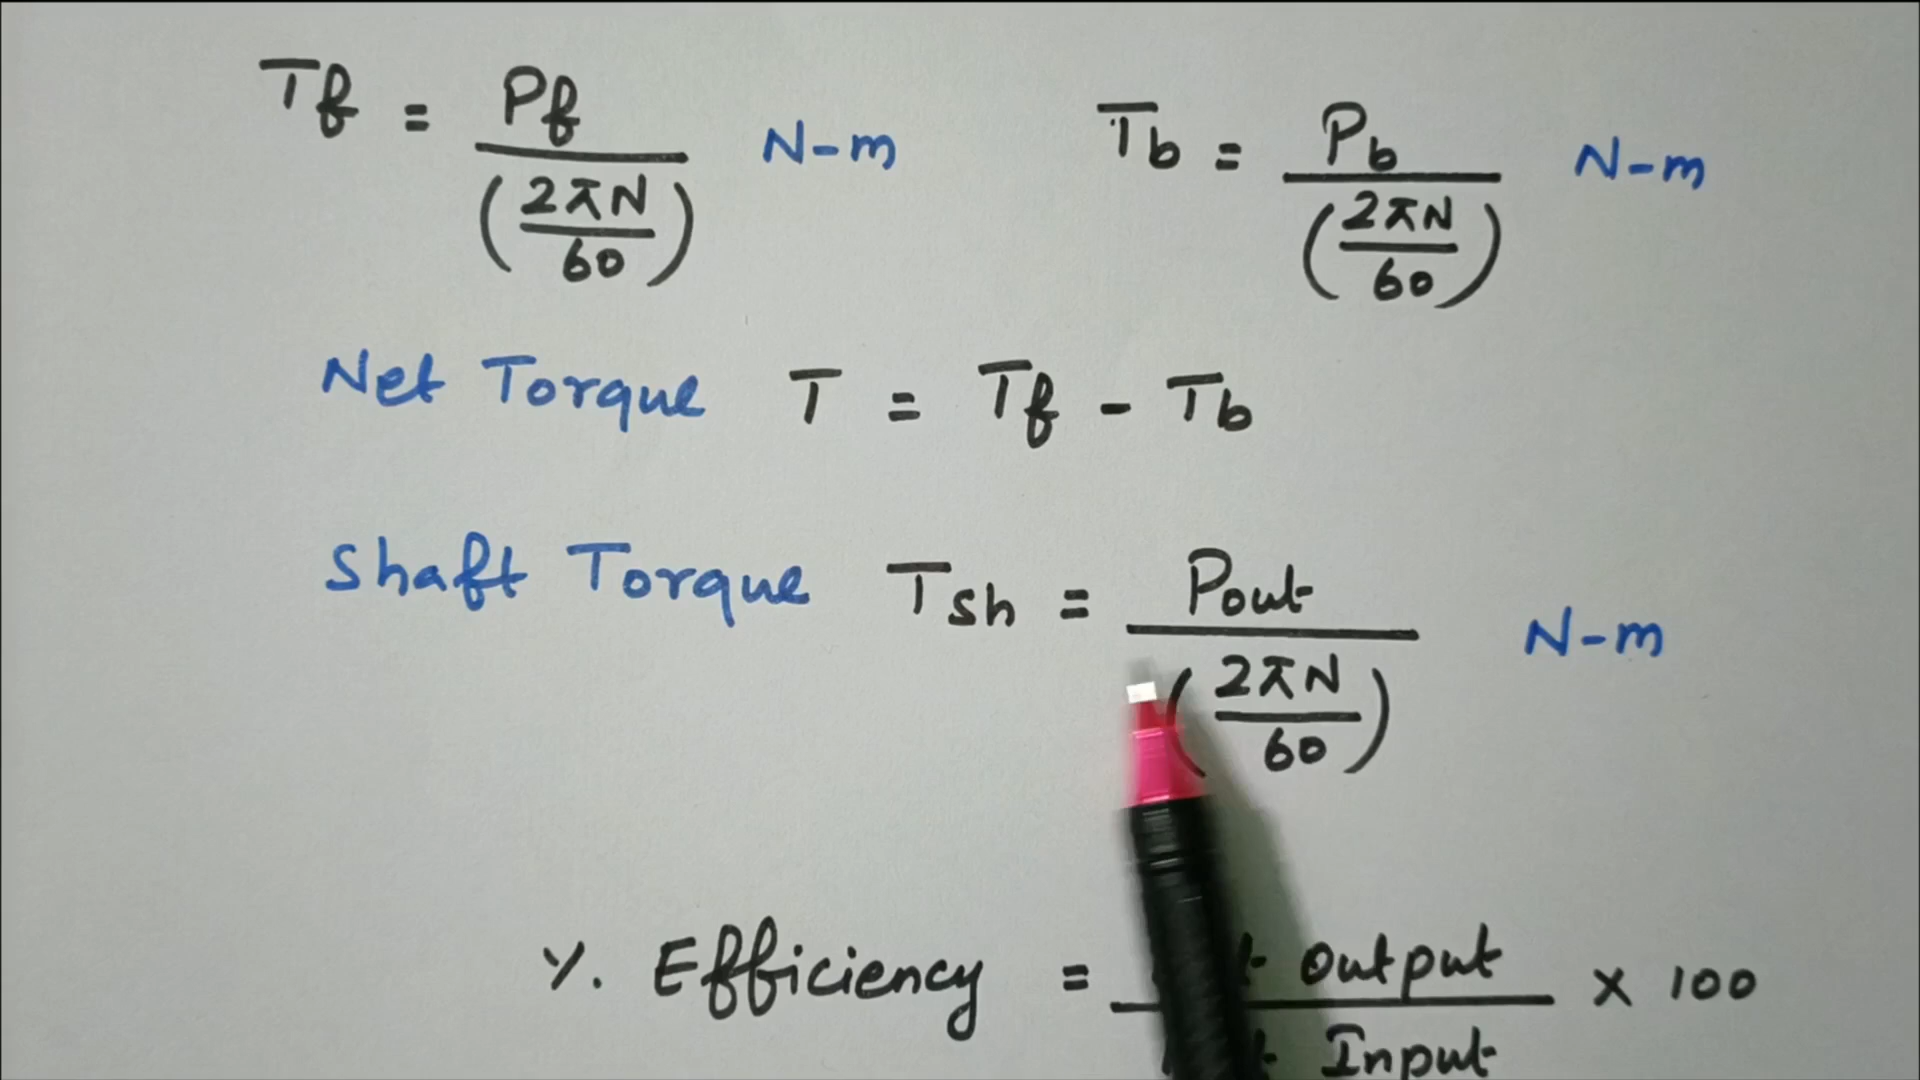 Tf = Pf / (2πN / 60) N-m Tb = Pb / (2πN / 60) N-m
Net Torque T = Tf - Tb
Shaft Torque Tsh = Pout / (2πN / 60) N-m
% Efficiency = Output / Input × 100